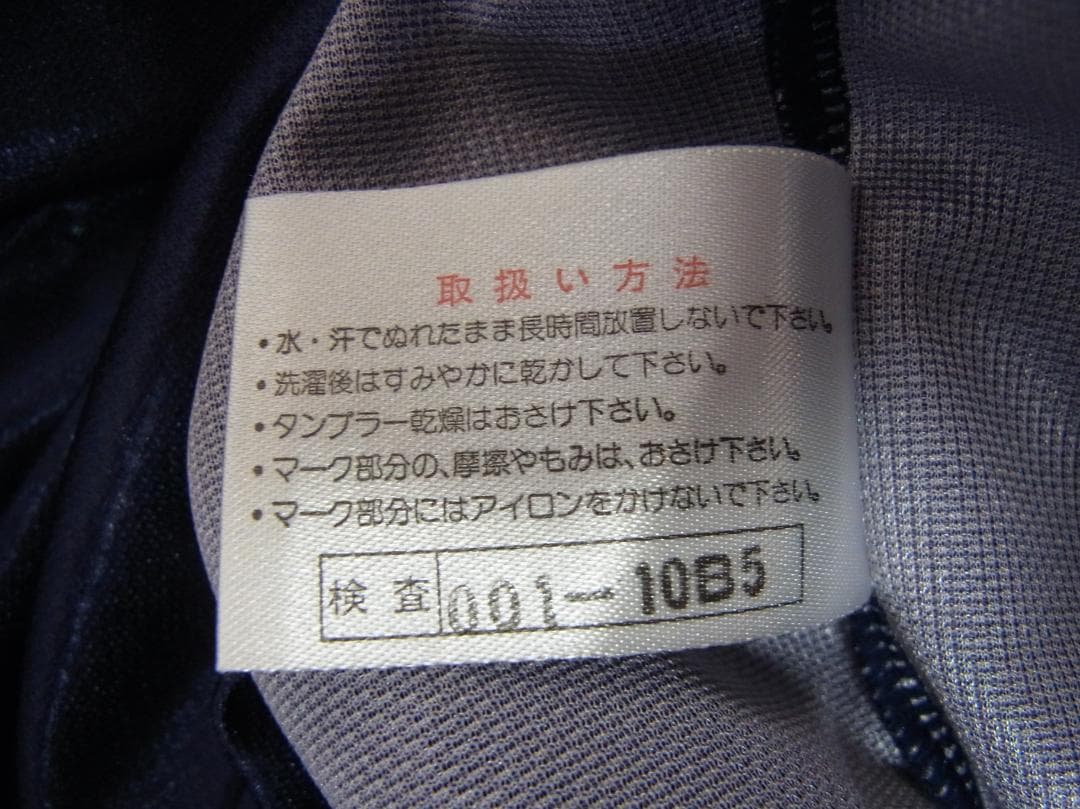 取扱い方法
・水・汗でぬれたまま長時間放置しないで下さい。
・洗濯後はすみやかに乾かして下さい。
・タンブラー乾燥はおさけ下さい。
・マーク部分の、摩擦やもみは、おさけ下さい。
・マーク部分にはアイロンをかけないで下さい。
検査 001-10B5